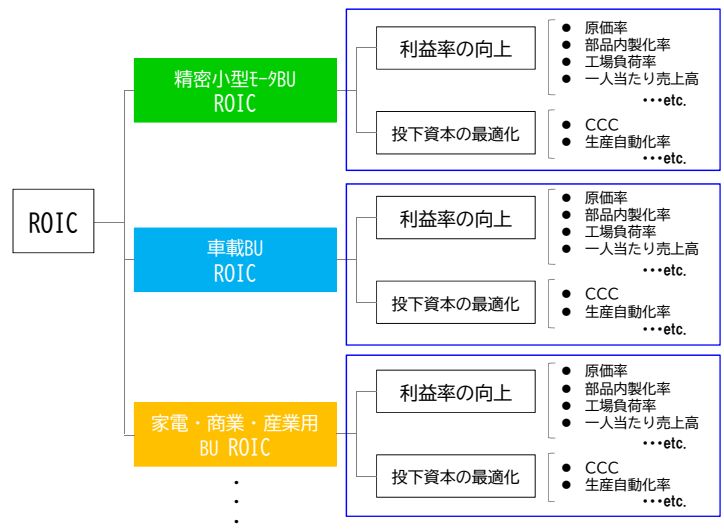 ROIC
精密小型ﾓｰﾀBU
ROIC
利益率の向上
● 原価率
● 部品内製化率
● 工場負荷率
● 一人当たり売上高
･･･etc.
投下資本の最適化
● CCC
● 生産自動化率
･･･etc.
車載BU
ROIC
利益率の向上
● 原価率
● 部品内製化率
● 工場負荷率
● 一人当たり売上高
･･･etc.
投下資本の最適化
● CCC
● 生産自動化率
･･･etc.
家電・商業・産業用
BU ROIC
利益率の向上
● 原価率
● 部品内製化率
● 工場負荷率
● 一人当たり売上高
･･･etc.
投下資本の最適化
● CCC
● 生産自動化率
･･･etc.